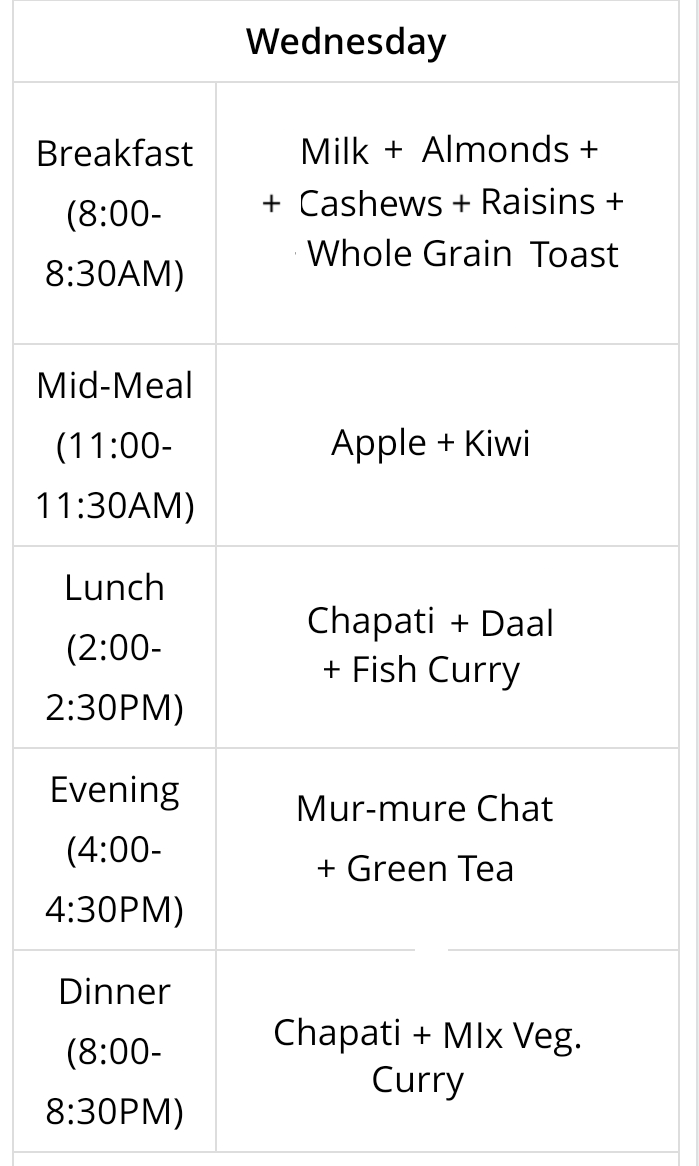 Wednesday
Breakfast
(8:00-
8:30AM)
Milk + Almonds +
+ Cashews + Raisins +
Whole Grain Toast
Mid-Meal
(11:00-
11:30AM)
Apple + Kiwi
Lunch
(2:00-
2:30PM)
Chapati + Daal
+ Fish Curry
Evening
(4:00-
4:30PM)
Mur-mure Chat
+ Green Tea
Dinner
(8:00-
8:30PM)
Chapati + MIx Veg.
Curry